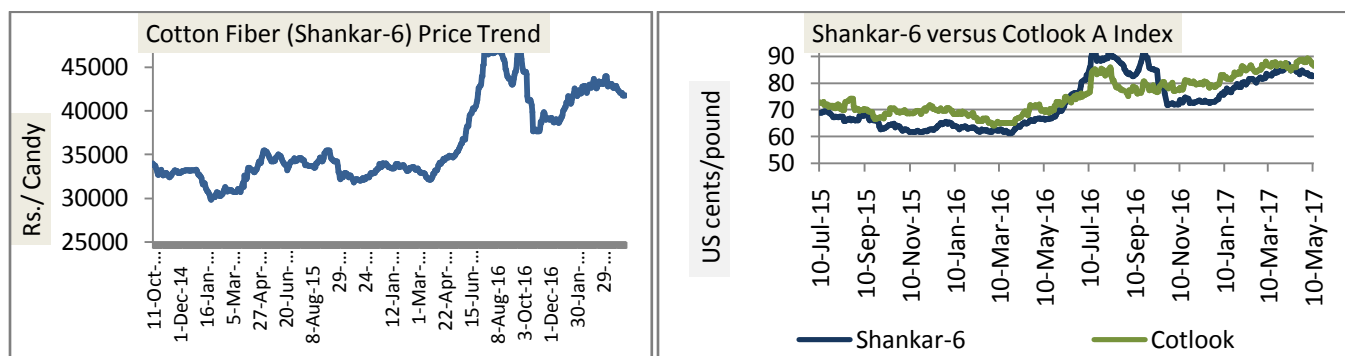 Cotton Fiber (Shankar-6) Price Trend
Rs./ Candy
45000
40000
35000
30000
25000
11-Oct-...
1-Dec-14
16-Jan-...
5-Mar-...
27-Apr-...
20-Jun-...
8-Aug-15
29-...
24-...
12-Jan-...
1-Mar-...
22-Apr-...
15-Jun-...
8-Aug-16
3-Oct-16
1-Dec-16
30-Jan-...
29-...
Shankar-6 versus Cotlook A Index
US cents/pound
90
80
70
60
50
10-Jul-15
10-Sep-15
10-Nov-15
10-Jan-16
10-Mar-16
10-May-16
10-Jul-16
10-Sep-16
10-Nov-16
10-Jan-17
10-Mar-17
10-May-17
Shankar-6
Cotlook